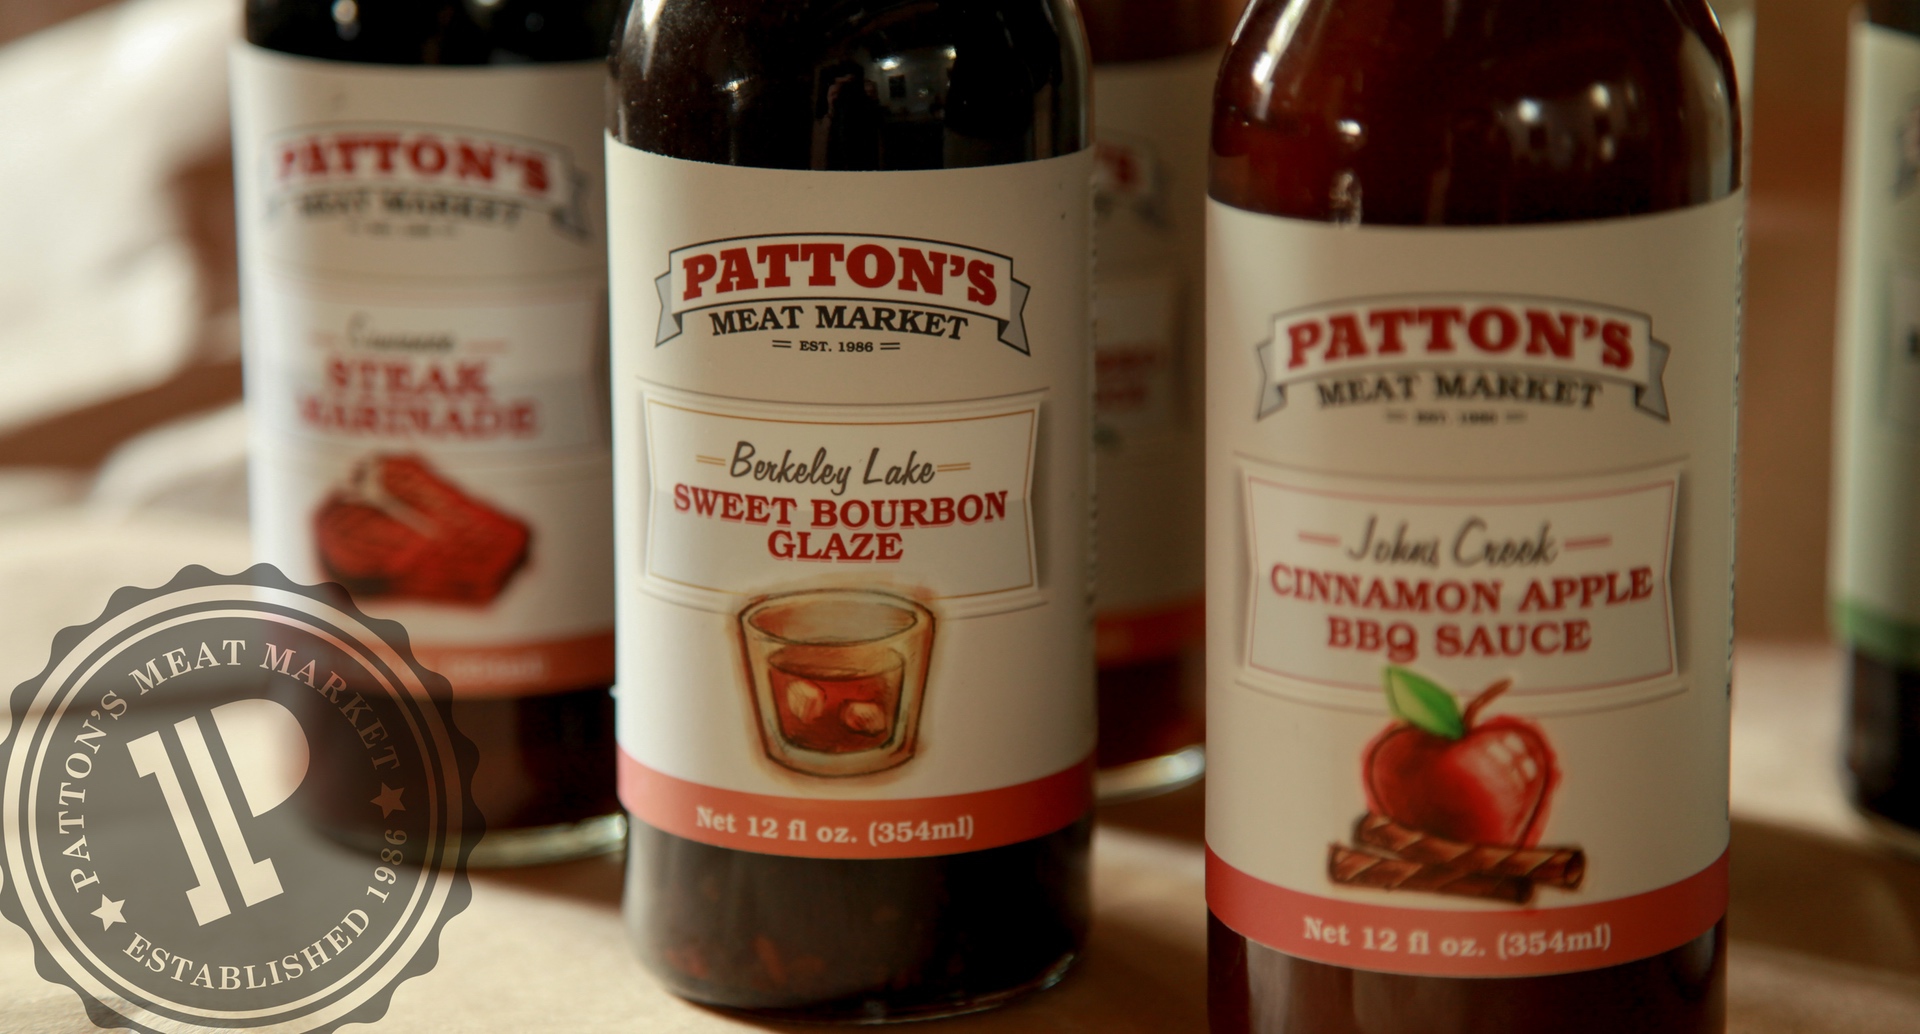 PATTON'S
MEAT MARKET
STEAK
MARINADE
PATTON'S
MEAT MARKET
EST. 1986
Berkeley Lake
SWEET BOURBON
GLAZE
Net 12 fl oz. (354ml)
PATTON'S
MEAT MARKET
EST. 1986
Johns Creek
CINNAMON APPLE
BBQ SAUCE
Net 12 fl oz. (354ml)
PATTON'S MEAT MARKET
ESTABLISHED 1986
P